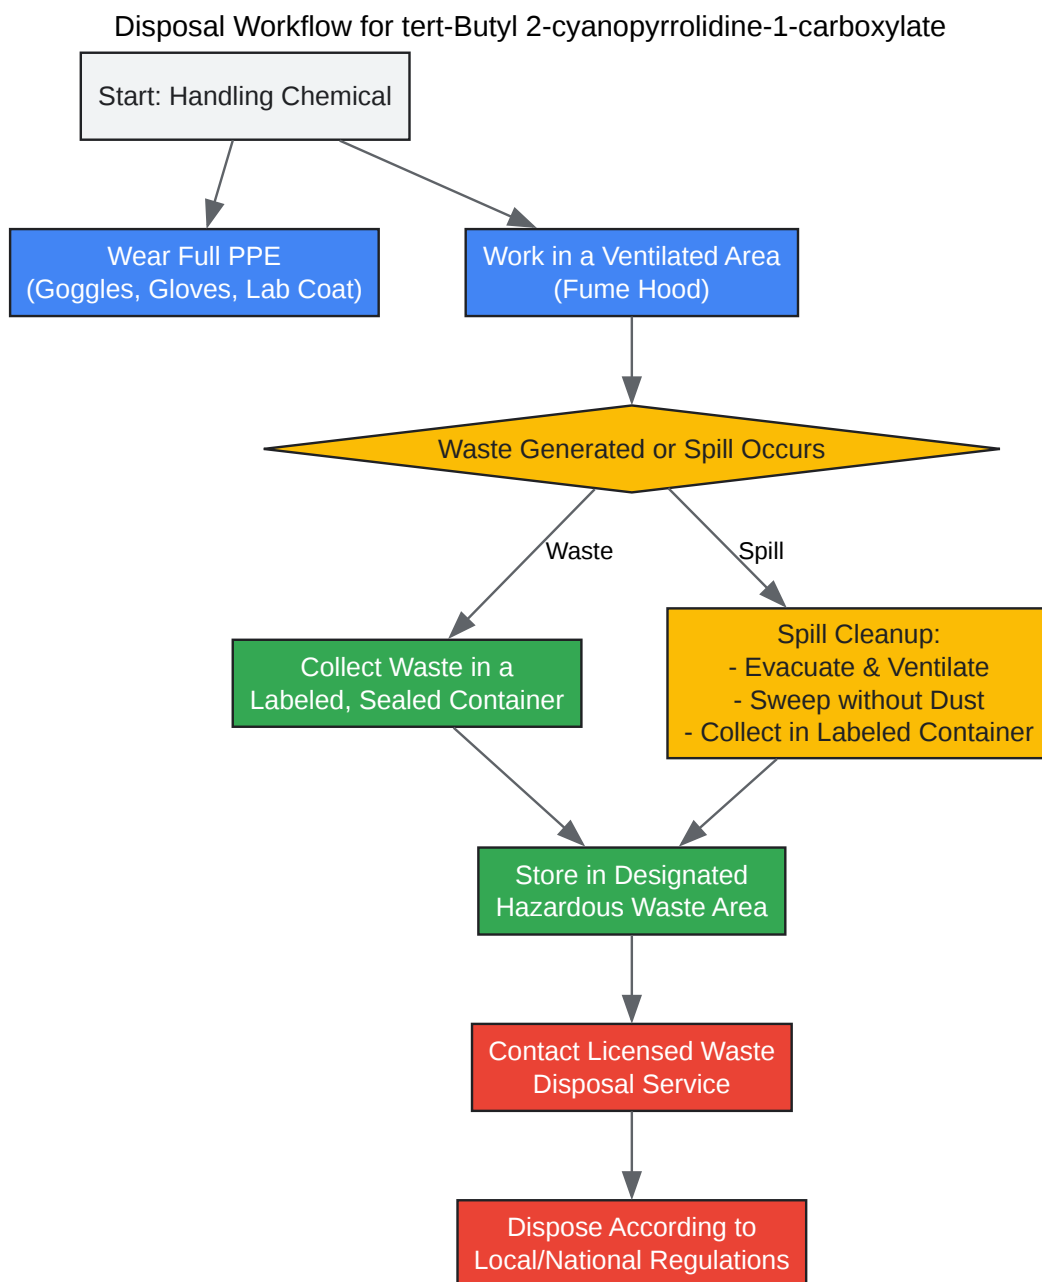 Disposal Workflow for tert-Butyl 2-cyanopyrrolidine-1-carboxylate
Start: Handling Chemical
Wear Full PPE
(Goggles, Gloves, Lab Coat)
Work in a Ventilated Area
(Fume Hood)
Waste Generated or Spill Occurs
Waste
Spill
Collect Waste in a
Labeled, Sealed Container
Spill Cleanup:
- Evacuate & Ventilate
- Sweep without Dust
- Collect in Labeled Container
Store in Designated
Hazardous Waste Area
Contact Licensed Waste
Disposal Service
Dispose According to
Local/National Regulations